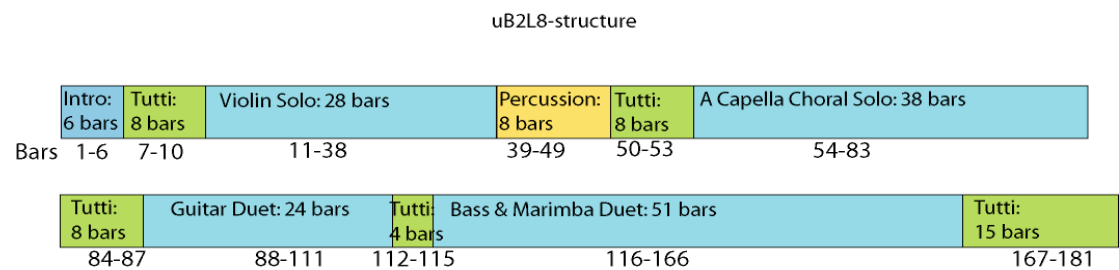 uB2L8-structure
Intro:
6 bars
Tutti:
8 bars
Violin Solo: 28 bars
Percussion:
8 bars
Tutti:
8 bars
A Capella Choral Solo: 38 bars
Bars 1-6 7-10 11-38 39-49 50-53 54-83
Tutti:
8 bars
Guitar Duet: 24 bars
Tutti:
4 bars
Bass & Marimba Duet: 51 bars
Tutti:
15 bars
84-87 88-111 112-115 116-166 167-181